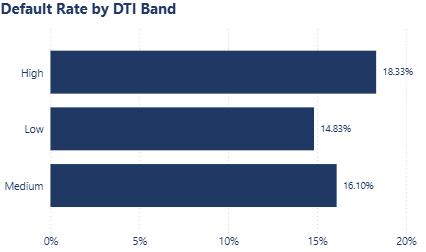 Default Rate by DTI Band
High 18.33%
Low 14.83%
Medium 16.10%
0% 5% 10% 15% 20%